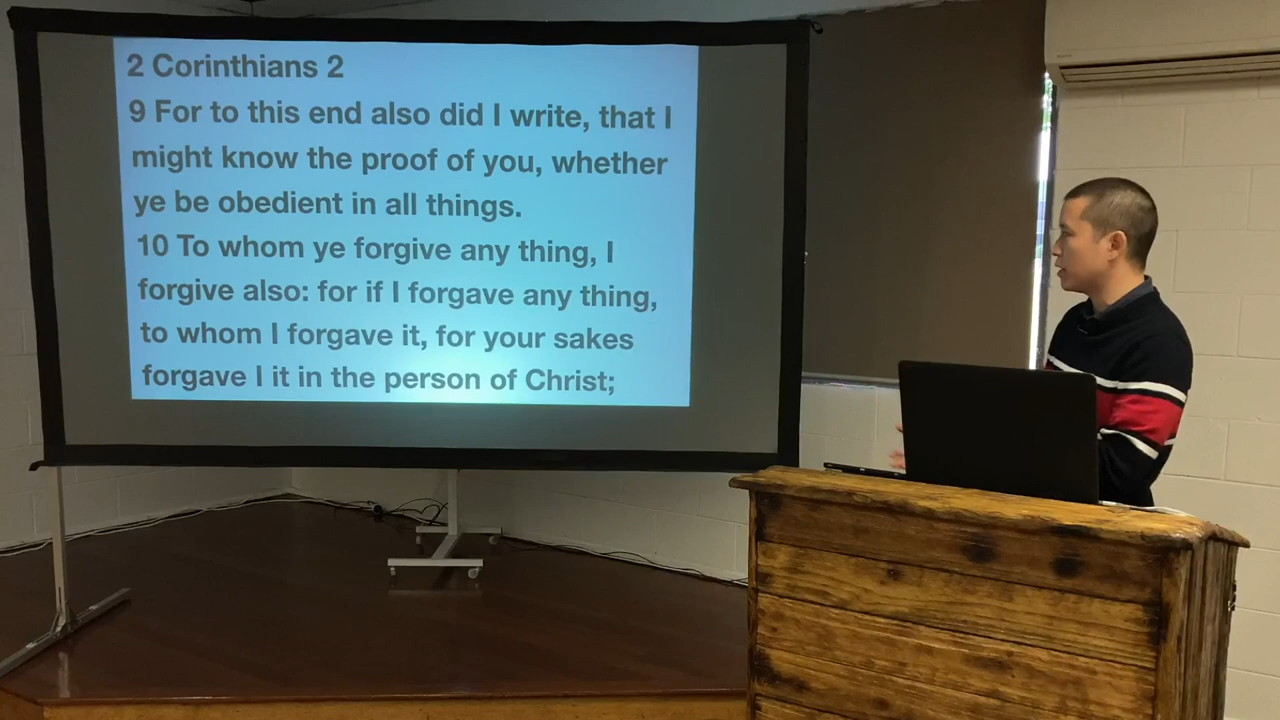 2 Corinthians 2
9 For to this end also did I write, that I
might know the proof of you, whether
ye be obedient in all things.
10 To whom ye forgive any thing, I
forgive also: for if I forgave any thing,
to whom I forgave it, for your sakes
forgave I it in the person of Christ;